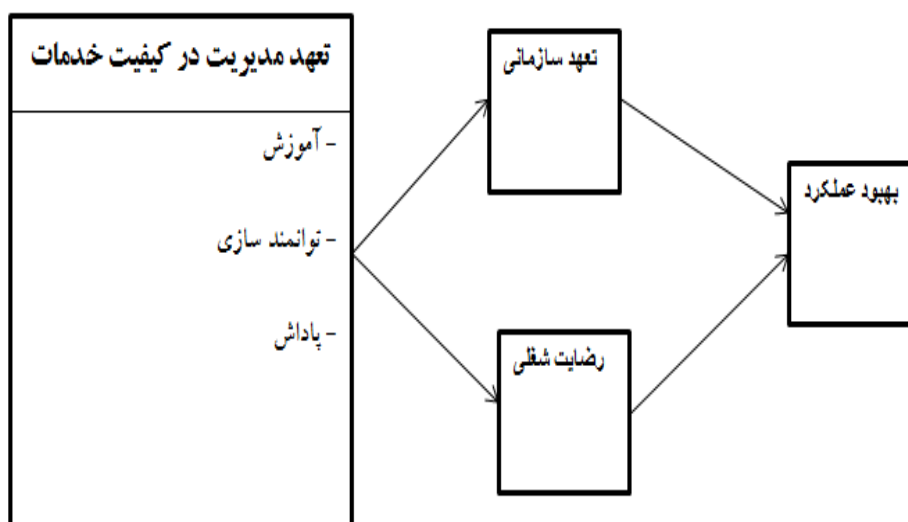 تعهد مدیریت در کیفیت خدمات
- آموزش
- توانمند سازی
- پاداش
تعهد سازمانی
رضایت شغلی
بهبود عملکرد